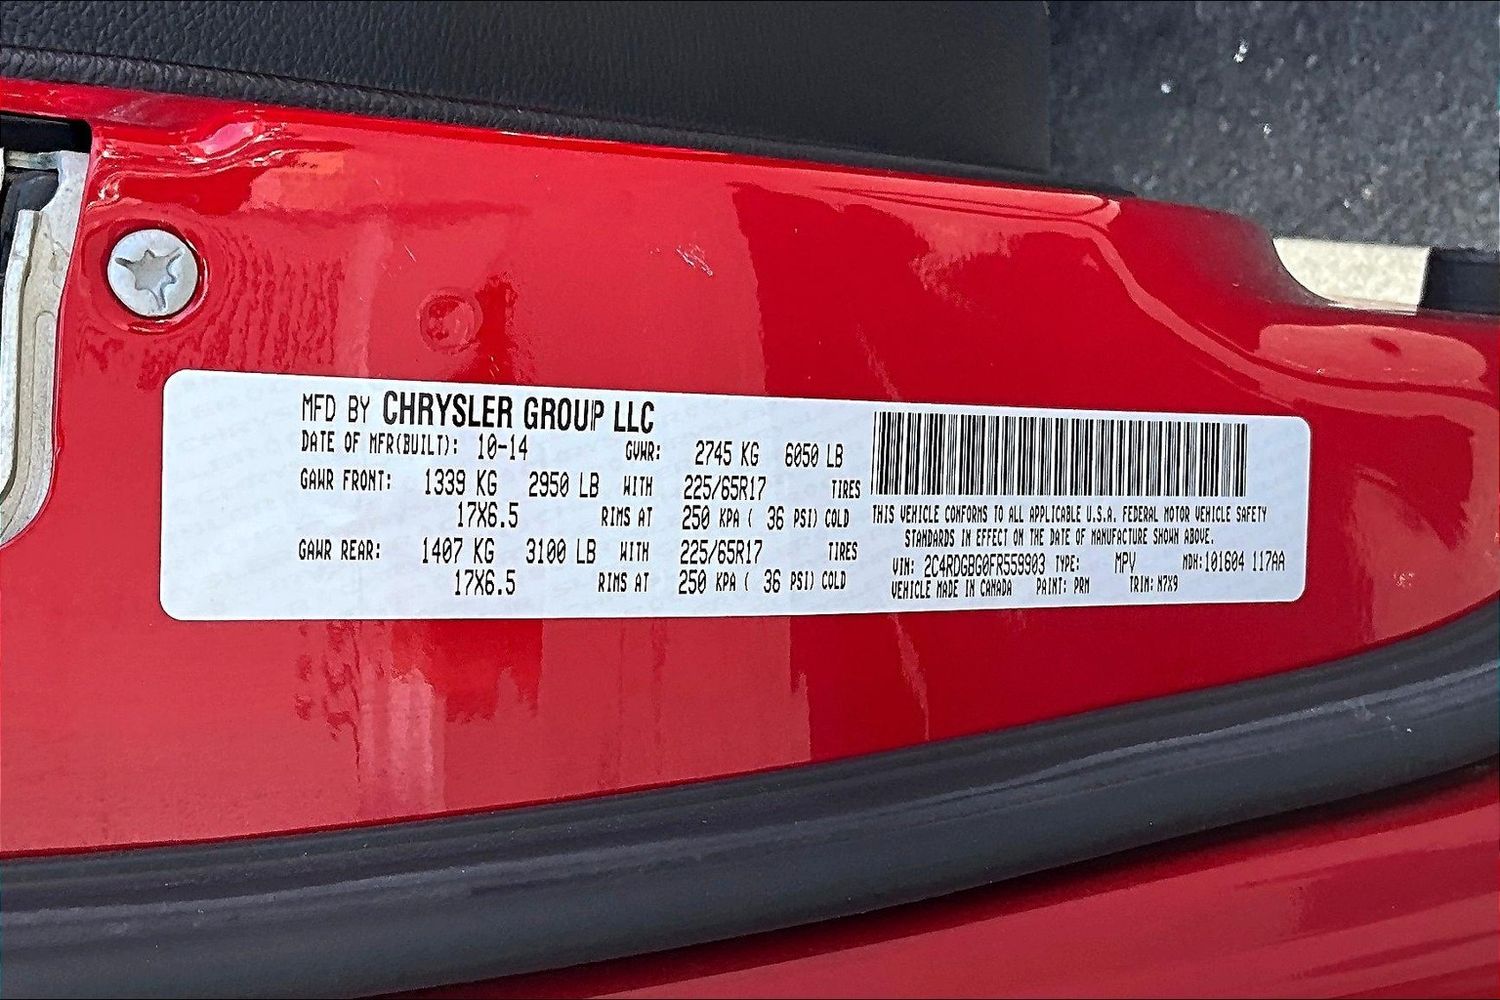 MFD BY CHRYSLER GROUP LLC
DATE OF MFR(BUILT): 10-14 GVWR: 2745 KG 6050 LB
GAWR FRONT: 1339 KG 2950 LB WITH 225/65R17 TIRES
17X6.5 RIMS AT 250 KPA ( 36 PSI) COLD
GAWR REAR: 1407 KG 3100 LB WITH 225/65R17 TIRES
17X6.5 RIMS AT 250 KPA ( 36 PSI) COLD
THIS VEHICLE CONFORMS TO ALL APPLICABLE U.S.A. FEDERAL MOTOR VEHICLE SAFETY
STANDARDS IN EFFECT ON THE DATE OF MANUFACTURE SHOWN ABOVE.
VIN: 2C4RDGBG0FR559903 TYPE: MPV MDH:101604 117AA
VEHICLE MADE IN CANADA PAINT: PRM TRIM: N7X9